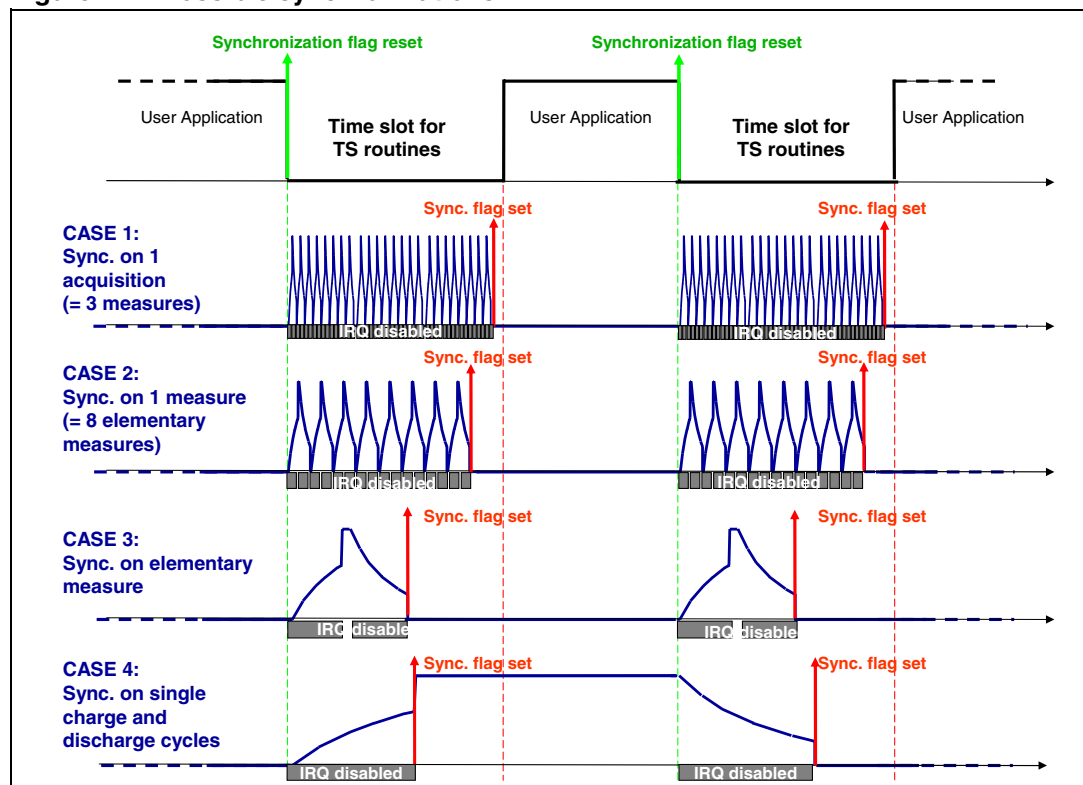 Synchronization flag reset
Synchronization flag reset
User Application
Time slot for
TS routines
User Application
Time slot for
TS routines
User Application
CASE 1:
Sync. on 1
acquisition
(= 3 measures)
Sync. flag set
Sync. flag set
IRQ disabled
IRQ disabled
CASE 2:
Sync. on 1 measure
(= 8 elementary
measures)
Sync. flag set
Sync. flag set
IRQ disabled
IRQ disabled
CASE 3:
Sync. on elementary
measure
Sync. flag set
Sync. flag set
IRQ disable
IRQ disable
CASE 4:
Sync. on single
charge and
discharge cycles
Sync. flag set
Sync. flag set
IRQ disabled
IRQ disabled